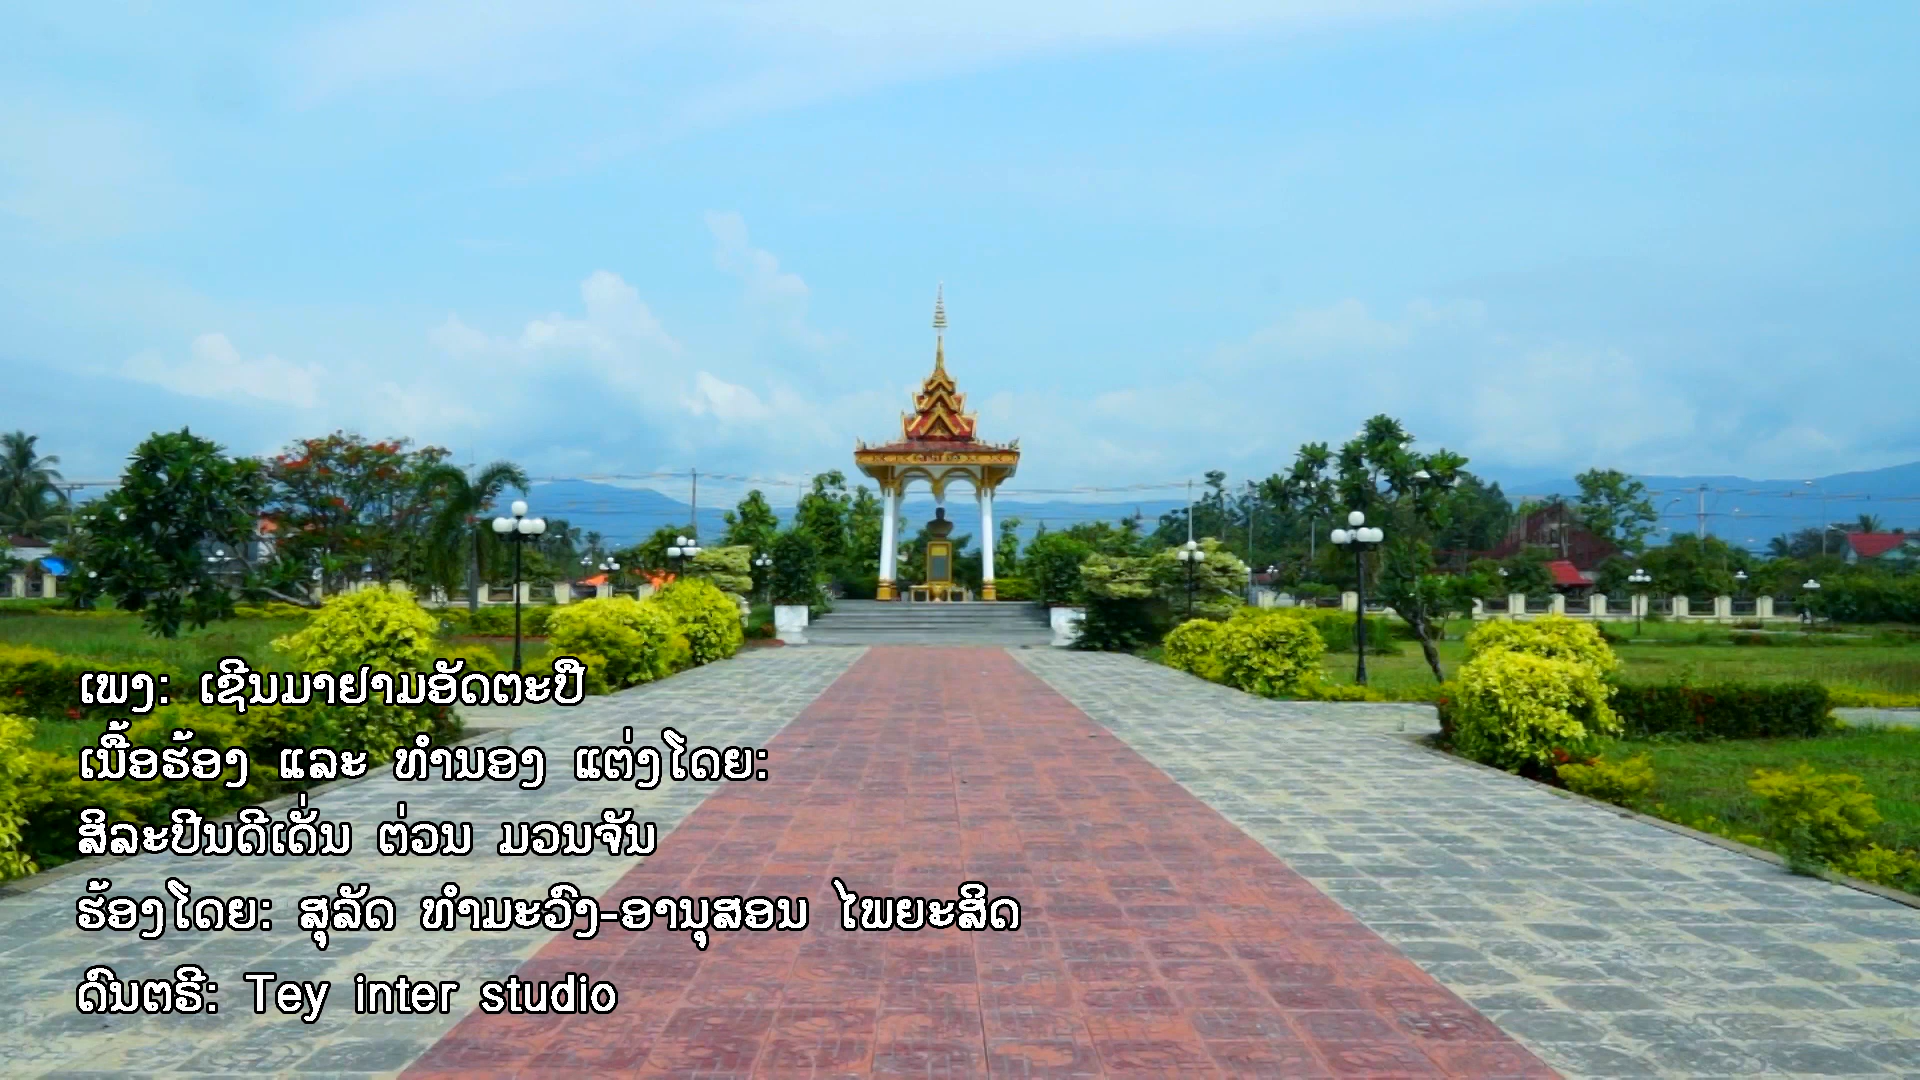 ເພງ: ເຊີນມາຢາມອັດຕະປື
ເນື້ອຮ້ອງ ແລະ ທຳນອງ ແຕ່ງໂດຍ:
ສິລະປິນດີເດັ່ນ ຕ່ວນ ມວນຈັນ
ຮ້ອງໂດຍ: ສຸລັດ ທຳມະວົງ-ອານຸສອນ ໄພຍະສິດ
ດົນຕຣີ: Tey inter studio